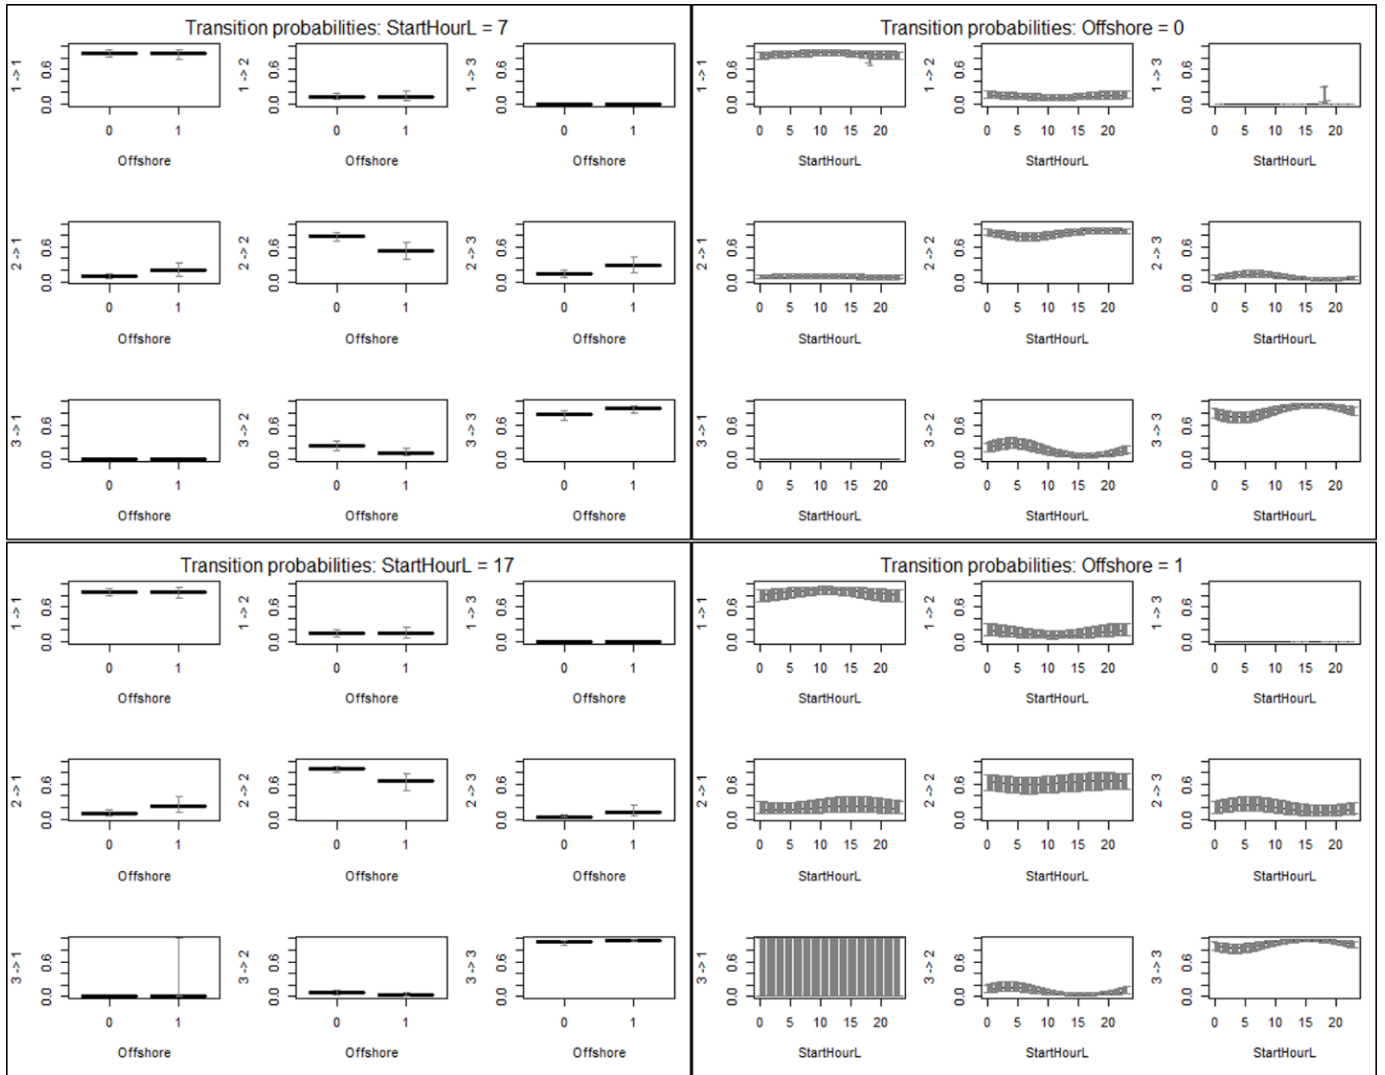 Transition probabilities: StartHourL = 7
1 -> 1 0.0 0.6 0 1 Offshore
1 -> 2 0.0 0.6 0 1 Offshore
1 -> 3 0.0 0.6 0 1 Offshore
2 -> 1 0.0 0.6 0 1 Offshore
2 -> 2 0.0 0.6 0 1 Offshore
2 -> 3 0.0 0.6 0 1 Offshore
3 -> 1 0.0 0.6 0 1 Offshore
3 -> 2 0.0 0.6 0 1 Offshore
3 -> 3 0.0 0.6 0 1 Offshore
Transition probabilities: Offshore = 0
1 -> 1 0.0 0.6 0 5 10 15 20 StartHourL
1 -> 2 0.0 0.6 0 5 10 15 20 StartHourL
1 -> 3 0.0 0.6 0 5 10 15 20 StartHourL
2 -> 1 0.0 0.6 0 5 10 15 20 StartHourL
2 -> 2 0.0 0.6 0 5 10 15 20 StartHourL
2 -> 3 0.0 0.6 0 5 10 15 20 StartHourL
3 -> 1 0.0 0.6 0 5 10 15 20 StartHourL
3 -> 2 0.0 0.6 0 5 10 15 20 StartHourL
3 -> 3 0.0 0.6 0 5 10 15 20 StartHourL
Transition probabilities: StartHourL = 17
1 -> 1 0.0 0.6 0 1 Offshore
1 -> 2 0.0 0.6 0 1 Offshore
1 -> 3 0.0 0.6 0 1 Offshore
2 -> 1 0.0 0.6 0 1 Offshore
2 -> 2 0.0 0.6 0 1 Offshore
2 -> 3 0.0 0.6 0 1 Offshore
3 -> 1 0.0 0.6 0 1 Offshore
3 -> 2 0.0 0.6 0 1 Offshore
3 -> 3 0.0 0.6 0 1 Offshore
Transition probabilities: Offshore = 1
1 -> 1 0.0 0.6 0 5 10 15 20 StartHourL
1 -> 2 0.0 0.6 0 5 10 15 20 StartHourL
1 -> 3 0.0 0.6 0 5 10 15 20 StartHourL
2 -> 1 0.0 0.6 0 5 10 15 20 StartHourL
2 -> 2 0.0 0.6 0 5 10 15 20 StartHourL
2 -> 3 0.0 0.6 0 5 10 15 20 StartHourL
3 -> 1 0.0 0.6 0 5 10 15 20 StartHourL
3 -> 2 0.0 0.6 0 5 10 15 20 StartHourL
3 -> 3 0.0 0.6 0 5 10 15 20 StartHourL